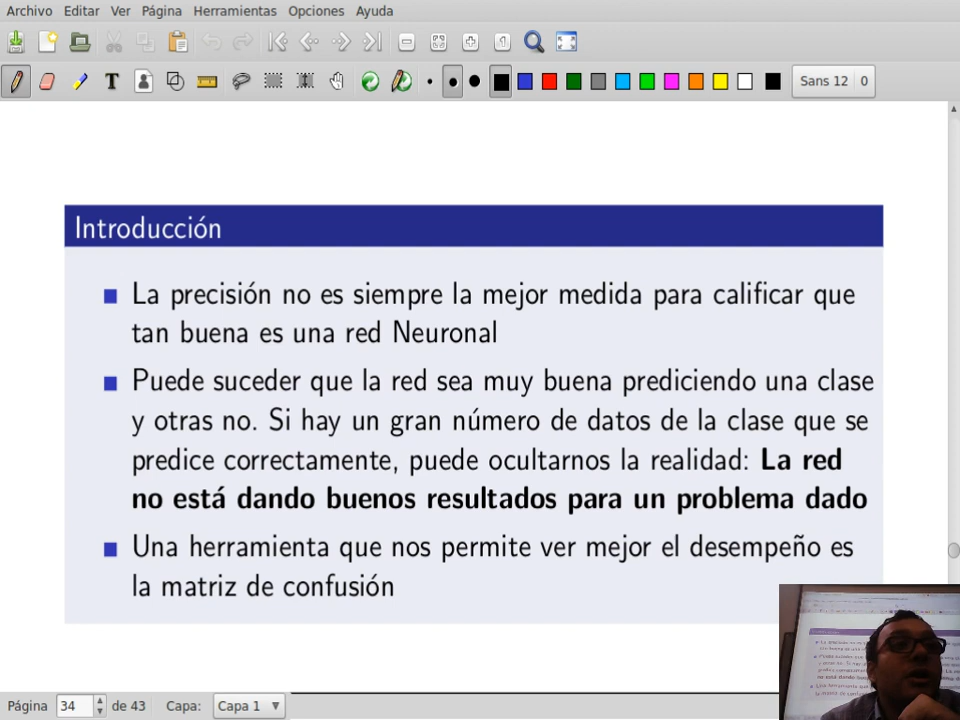 Archivo Editar Ver Página Herramientas Opciones Ayuda
T Sans 12 0
Introducción
La precisión no es siempre la mejor medida para calificar que
tan buena es una red Neuronal
Puede suceder que la red sea muy buena prediciendo una clase
y otras no. Si hay un gran número de datos de la clase que se
predice correctamente, puede ocultarnos la realidad: La red
no está dando buenos resultados para un problema dado
Una herramienta que nos permite ver mejor el desempeño es
la matriz de confusión
Página 34 de 43 Capa: Capa 1